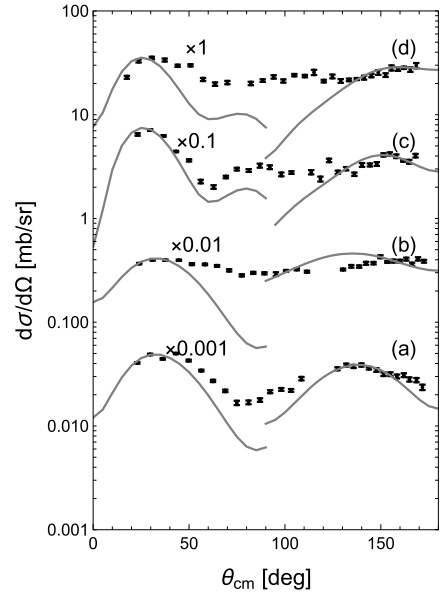 100
(d)
×1
10
(c)
×0.1
1
(b)
×0.01
0.100
(a)
×0.001
0.010
0.001
0 50 100 150
dσ/dΩ [mb/sr]
θcm [deg]